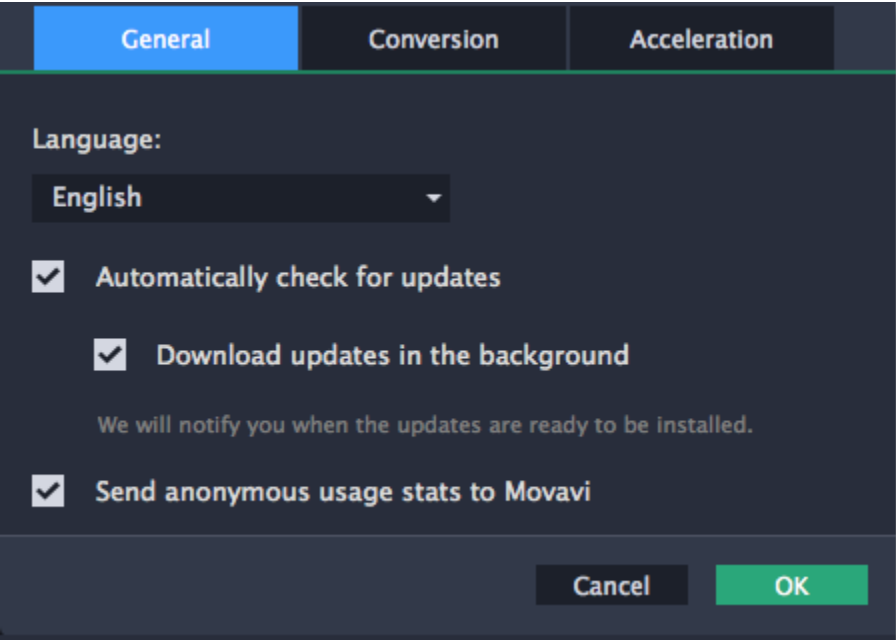 General Conversion Acceleration
Language:
English
Automatically check for updates
Download updates in the background
We will notify you when the updates are ready to be installed.
Send anonymous usage stats to Movavi
Cancel OK